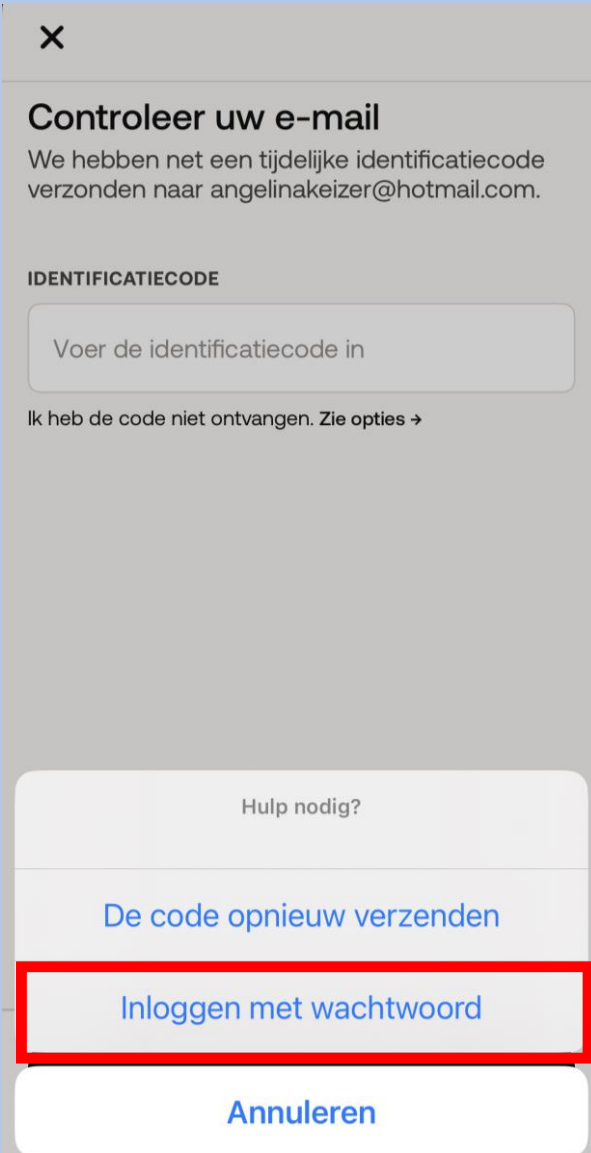 Controleer uw e-mail
We hebben net een tijdelijke identificatiecode
verzonden naar angelinakeizer@hotmail.com.
IDENTIFICATIECODE
Voer de identificatiecode in
Ik heb de code niet ontvangen. Zie opties →
Hulp nodig?
De code opnieuw verzenden
Inloggen met wachtwoord
Annuleren